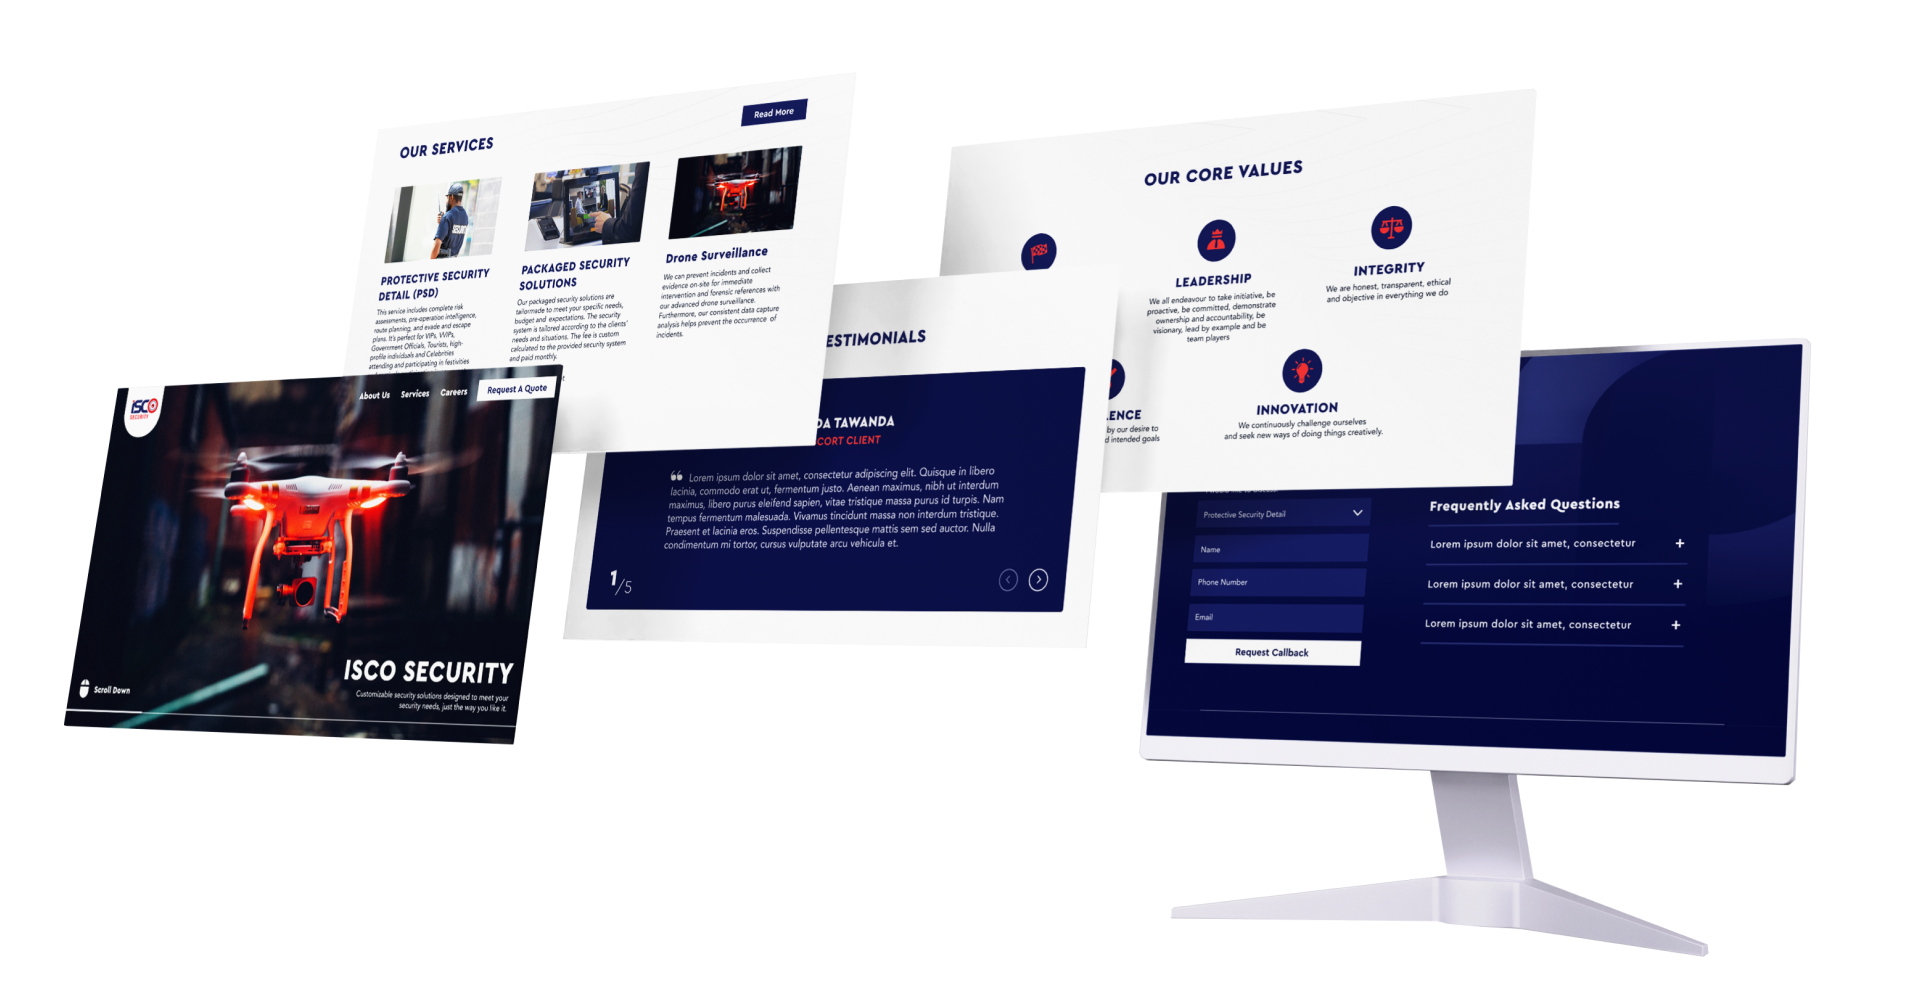 OUR SERVICES
Read More
PROTECTIVE SECURITY
DETAIL (PSD)
This service includes complete risk
assessments, pre-operation intelligence,
route planning, and evade and escape
plans. It's perfect for VIPs, VVIPs,
Government Officials, Tourists, high-
profile individuals and Celebrities
attending and participating in festivities
PACKAGED SECURITY
SOLUTIONS
Our packaged security solutions are
tailormade to meet your specific needs,
budget and expectations. The security
system is tailored according to the clients'
needs and situations. The fee is custom
calculated to the provided security system
and paid monthly.
Drone Surveillance
We can prevent incidents and collect
evidence on-site for immediate
intervention and forensic references with
our advanced drone surveillance.
Furthermore, our consistent data capture
analysis helps prevent the occurrence of
incidents.
ISCO
SECURITY
About Us
Services
Careers
Request A Quote
ISCO SECURITY
Customizable security solutions designed to meet your
security needs, just the way you like it.
Scroll Down
ESTIMONIALS
DA TAWANDA
CORT CLIENT
“ Lorem ipsum dolor sit amet, consectetur adipiscing elit. Quisque in libero
lacinia, commodo erat ut, fermentum justo. Aenean maximus, nibh ut interdum
maximus, libero purus eleifend sapien, vitae tristique massa purus id turpis. Nam
tempus fermentum malesuada. Vivamus tincidunt massa non interdum tristique.
Praesent et lacinia eros. Suspendisse pellentesque mattis sem sed auctor. Nulla
condimentum mi tortor, cursus vulputate arcu vehicula et.
1/5
OUR CORE VALUES
LEADERSHIP
We all endeavour to take initiative, be
proactive, be committed, demonstrate
ownership and accountability, be
visionary, lead by example and be
team players
INTEGRITY
We are honest, transparent, ethical
and objective in everything we do
ENCE
by our desire to
d intended goals
INNOVATION
We continuously challenge ourselves
and seek new ways of doing things creatively.
Protective Security Detail
Name
Phone Number
Email
Request Callback
Frequently Asked Questions
Lorem ipsum dolor sit amet, consectetur +
Lorem ipsum dolor sit amet, consectetur +
Lorem ipsum dolor sit amet, consectetur +